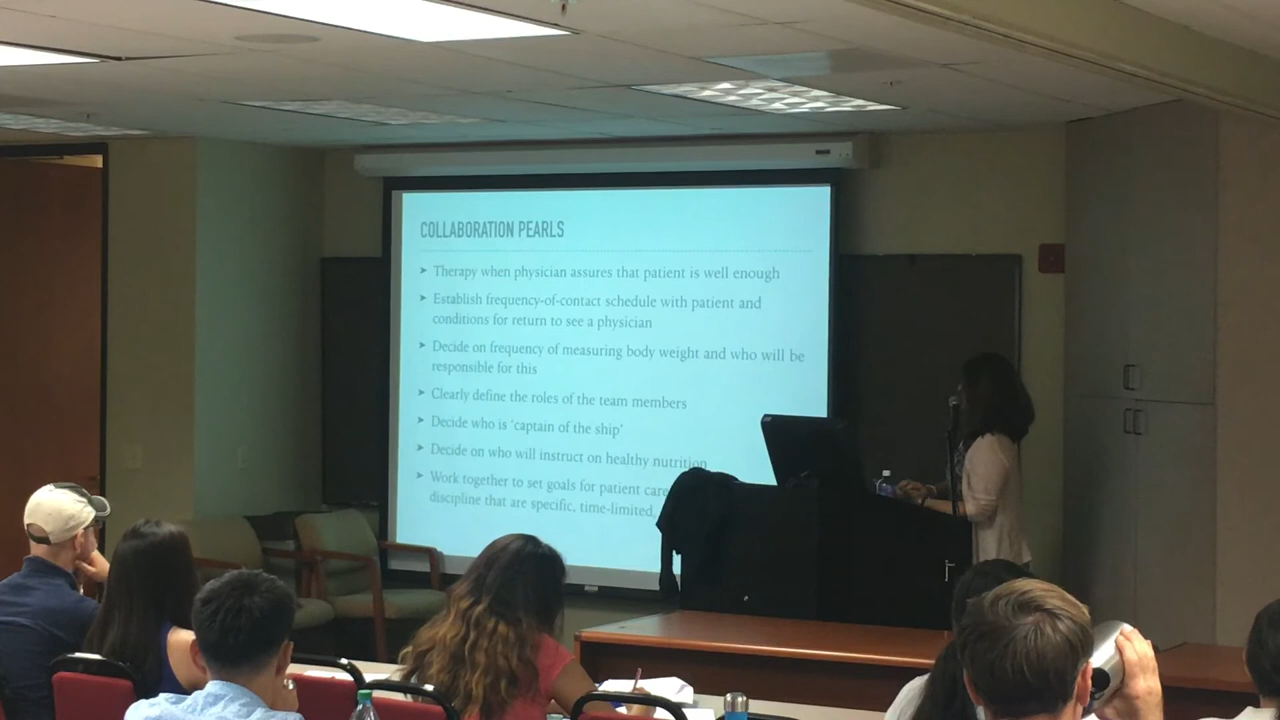 COLLABORATION PEARLS
➤ Therapy when physician assures that patient is well enough
➤ Establish frequency-of-contact schedule with patient and
conditions for return to see a physician
➤ Decide on frequency of measuring body weight and who will be
responsible for this
➤ Clearly define the roles of the team members
➤ Decide who is ‘captain of the ship’
➤ Decide on who will instruct on healthy nutrition
➤ Work together to set goals for patient care
discipline that are specific, time-limited,